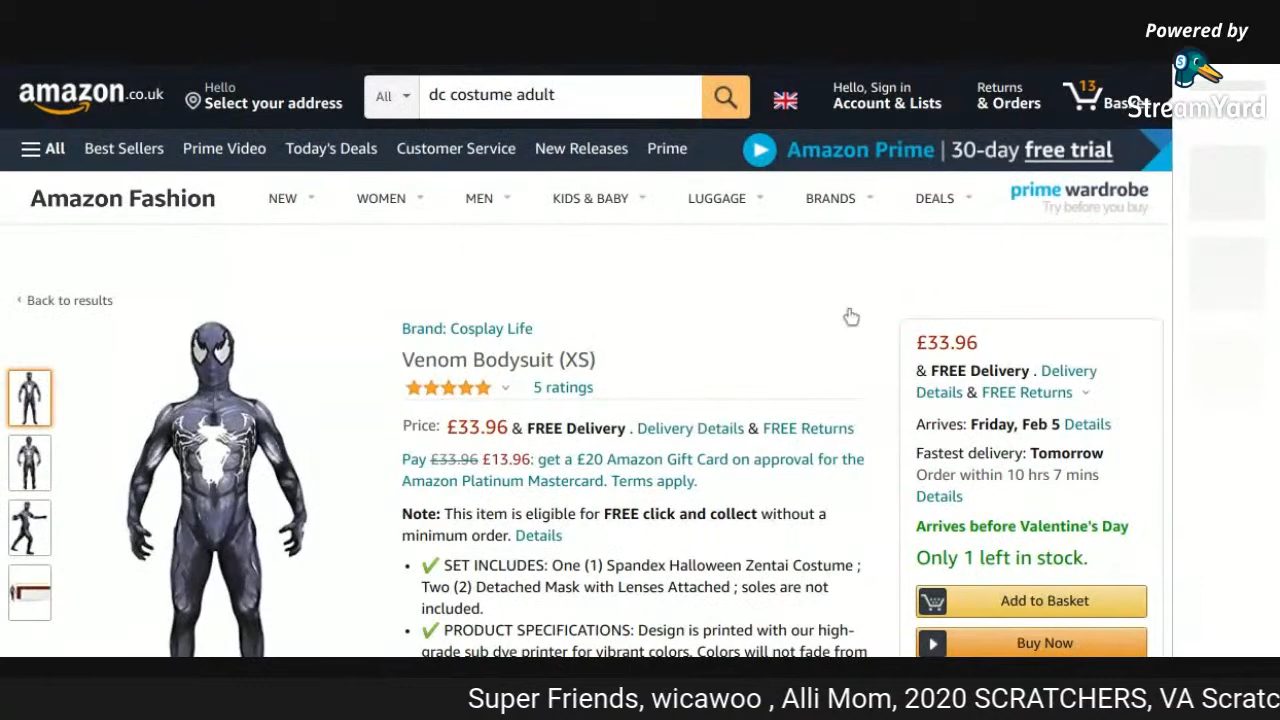 Powered by
StreamYard
amazon.co.uk
Hello
Select your address
All
dc costume adult
Hello, Sign in
Account & Lists
Returns
& Orders
13
All
Best Sellers
Prime Video
Today's Deals
Customer Service
New Releases
Prime
Amazon Prime | 30-day free trial
Amazon Fashion
NEW
WOMEN
MEN
KIDS & BABY
LUGGAGE
BRANDS
DEALS
prime wardrobe
Try before you buy
‹ Back to results
Brand: Cosplay Life
Venom Bodysuit (XS)
5 ratings
Price: £33.96 & FREE Delivery . Delivery Details & FREE Returns
Pay £33.96 £13.96: get a £20 Amazon Gift Card on approval for the
Amazon Platinum Mastercard. Terms apply.
Note: This item is eligible for FREE click and collect without a
minimum order. Details
• ✔ SET INCLUDES: One (1) Spandex Halloween Zentai Costume ;
Two (2) Detached Mask with Lenses Attached ; soles are not
included.
• ✔ PRODUCT SPECIFICATIONS: Design is printed with our high-
grade sub dye printer for vibrant colors. Colors will not fade from
£33.96
& FREE Delivery . Delivery
Details & FREE Returns
Arrives: Friday, Feb 5 Details
Fastest delivery: Tomorrow
Order within 10 hrs 7 mins
Details
Arrives before Valentine's Day
Only 1 left in stock.
Add to Basket
Buy Now
Super Friends, wicawoo , Alli Mom, 2020 SCRATCHERS, VA Scratc